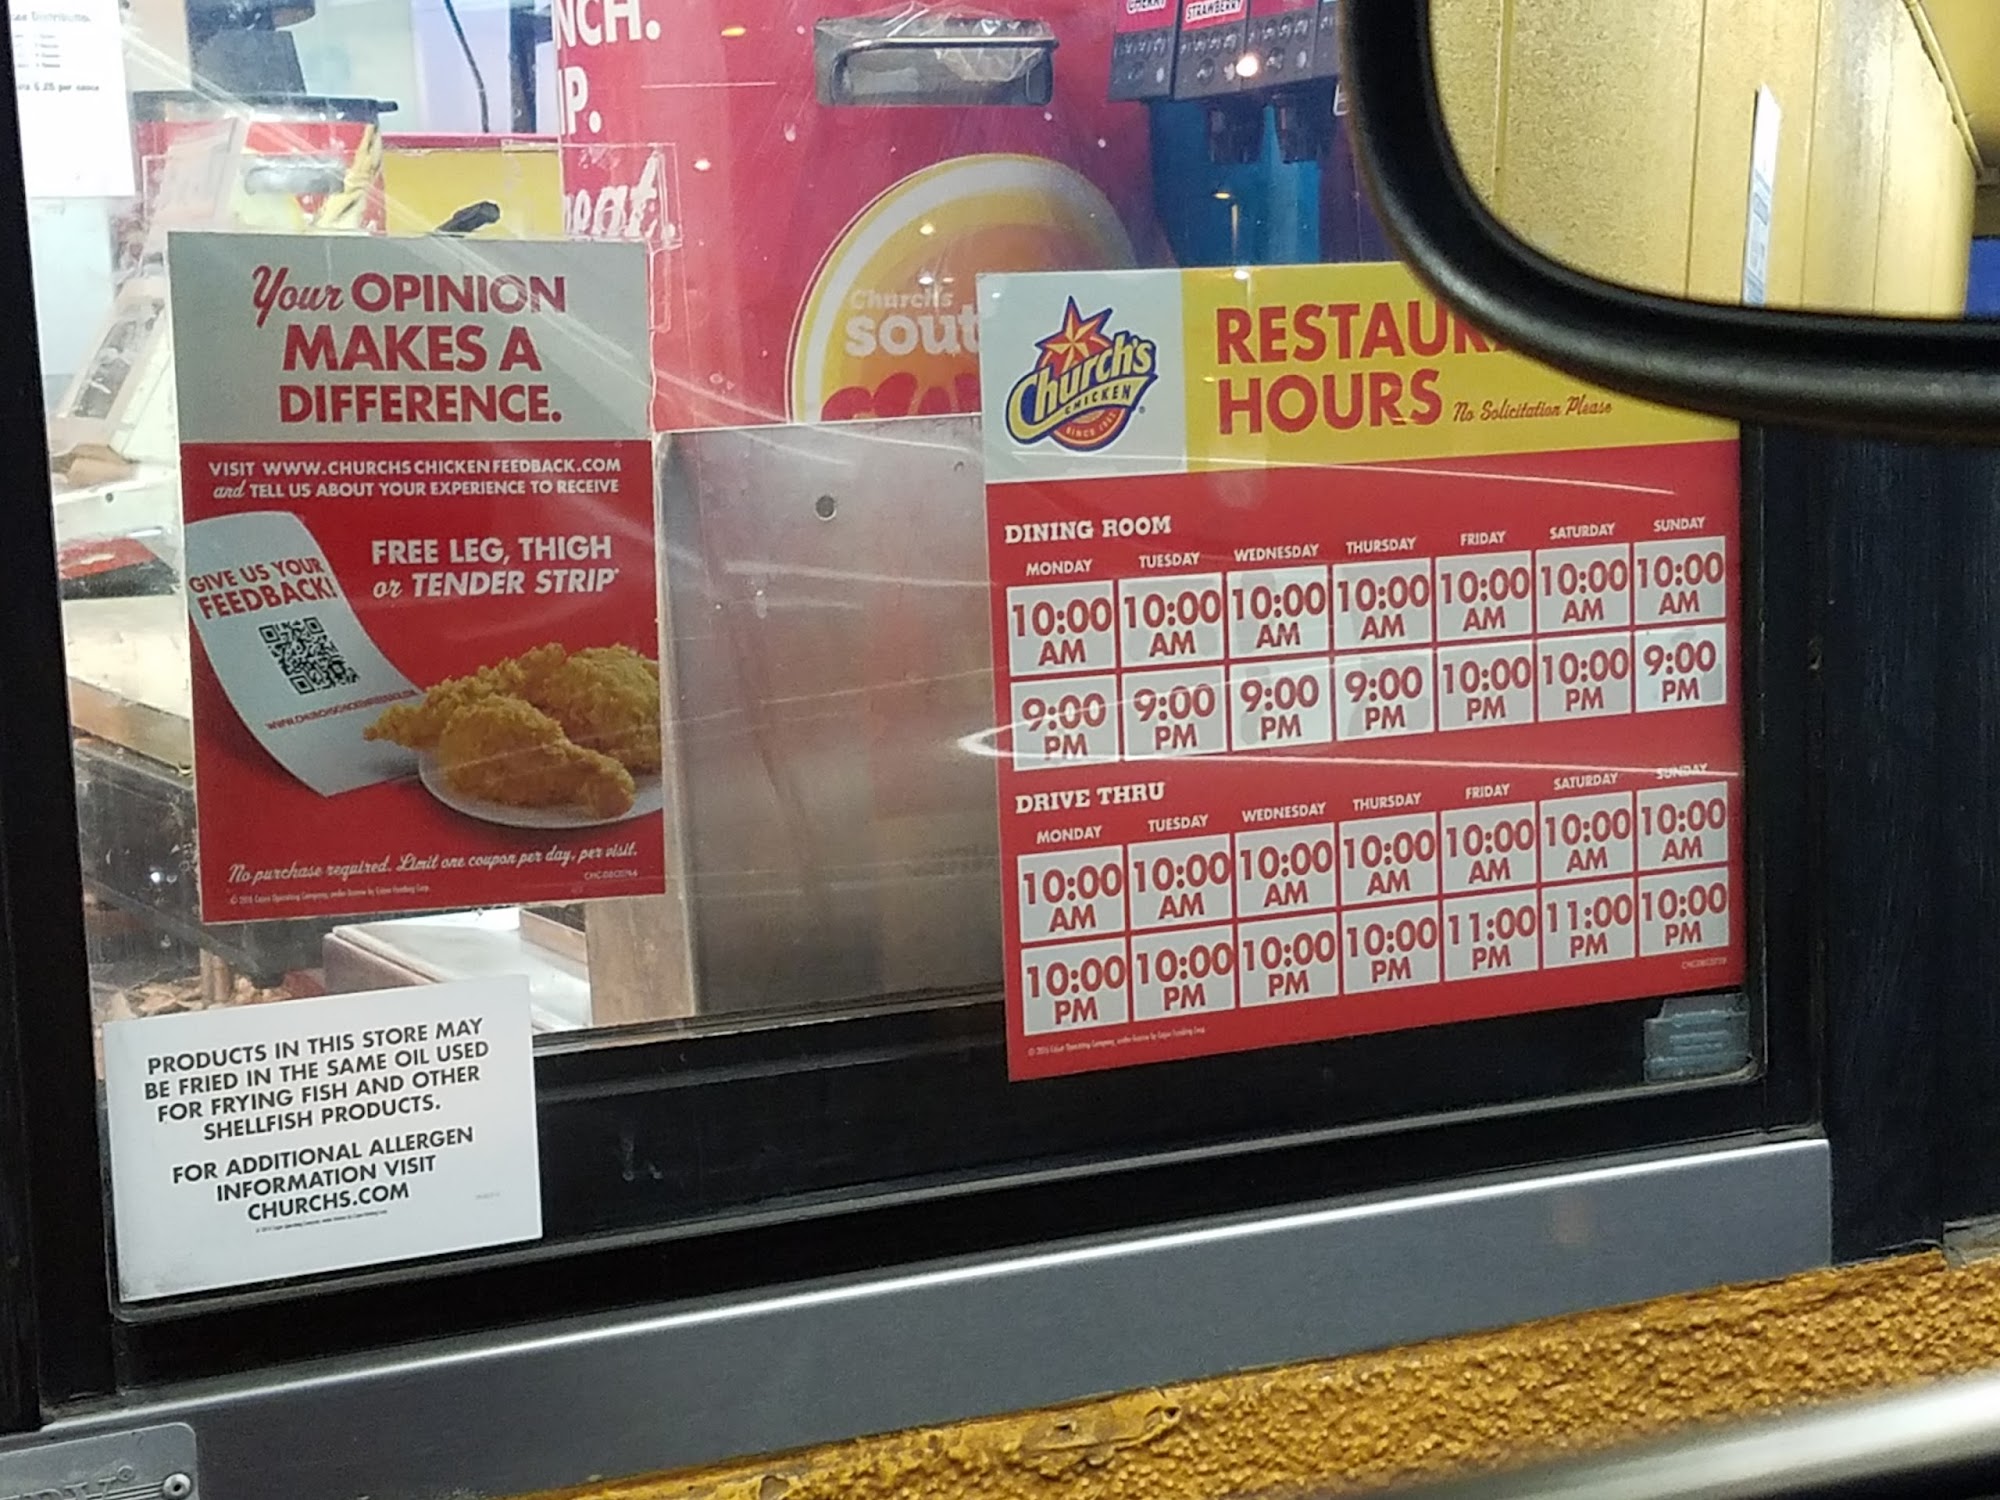 CHERRY
STRAWBERRY
NCH.
P.
Your OPINION
MAKES A
DIFFERENCE.
VISIT WWW.CHURCHSCHICKENFEEDBACK.COM
and TELL US ABOUT YOUR EXPERIENCE TO RECEIVE
FREE LEG, THIGH
or TENDER STRIP*
GIVE US YOUR
FEEDBACK!
No purchase required. Limit one coupon per day, per visit.
Church's
sout
Church's
CHICKEN
RESTAU
HOURS No Solicitation Please
DINING ROOM
MONDAY TUESDAY WEDNESDAY THURSDAY FRIDAY SATURDAY SUNDAY
10:00 10:00 10:00 10:00 10:00 10:00 10:00
AM AM AM AM AM AM AM
9:00 9:00 9:00 9:00 10:00 10:00 9:00
PM PM PM PM PM PM PM
DRIVE THRU
MONDAY TUESDAY WEDNESDAY THURSDAY FRIDAY SATURDAY SUNDAY
10:00 10:00 10:00 10:00 10:00 10:00 10:00
AM AM AM AM AM AM AM
10:00 10:00 10:00 10:00 11:00 11:00 10:00
PM PM PM PM PM PM PM
PRODUCTS IN THIS STORE MAY
BE FRIED IN THE SAME OIL USED
FOR FRYING FISH AND OTHER
SHELLFISH PRODUCTS.
FOR ADDITIONAL ALLERGEN
INFORMATION VISIT
CHURCHS.COM